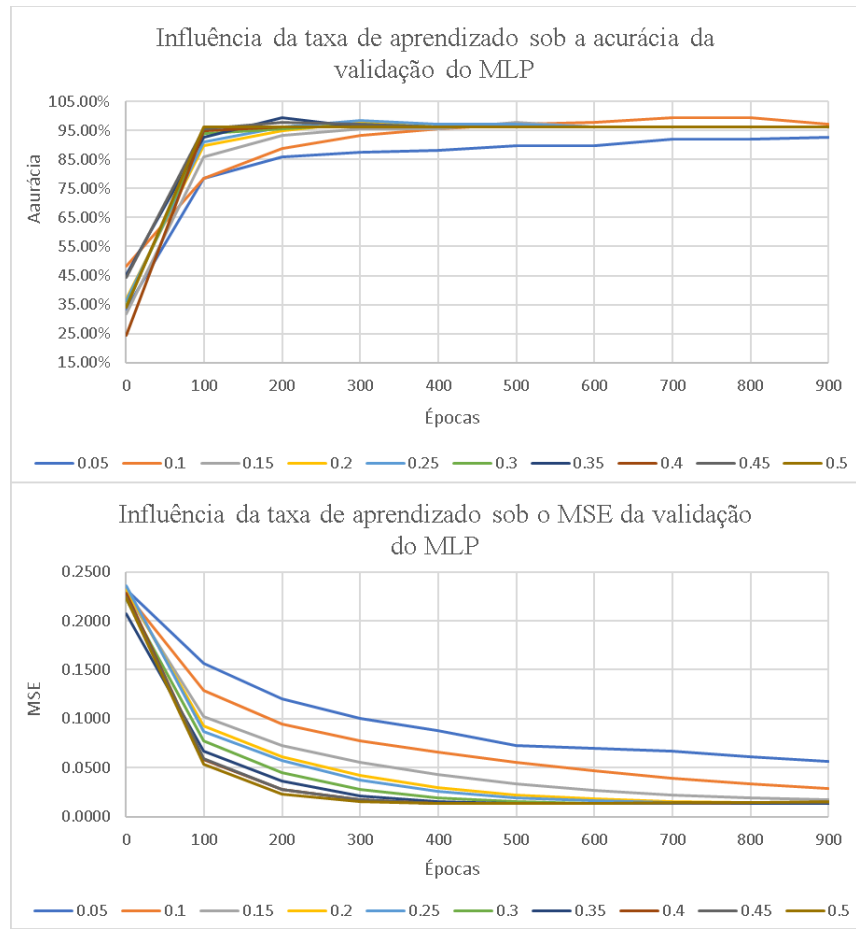 Influência da taxa de aprendizado sob a acurácia da
validação do MLP
105.00%
95.00%
85.00%
75.00%
65.00%
55.00%
45.00%
35.00%
25.00%
15.00%
Aaurácia
0 100 200 300 400 500 600 700 800 900
Épocas
0.05 0.1 0.15 0.2 0.25 0.3 0.35 0.4 0.45 0.5
Influência da taxa de aprendizado sob o MSE da validação
do MLP
0.2500
0.2000
0.1500
0.1000
0.0500
0.0000
MSE
0 100 200 300 400 500 600 700 800 900
Épocas
0.05 0.1 0.15 0.2 0.25 0.3 0.35 0.4 0.45 0.5